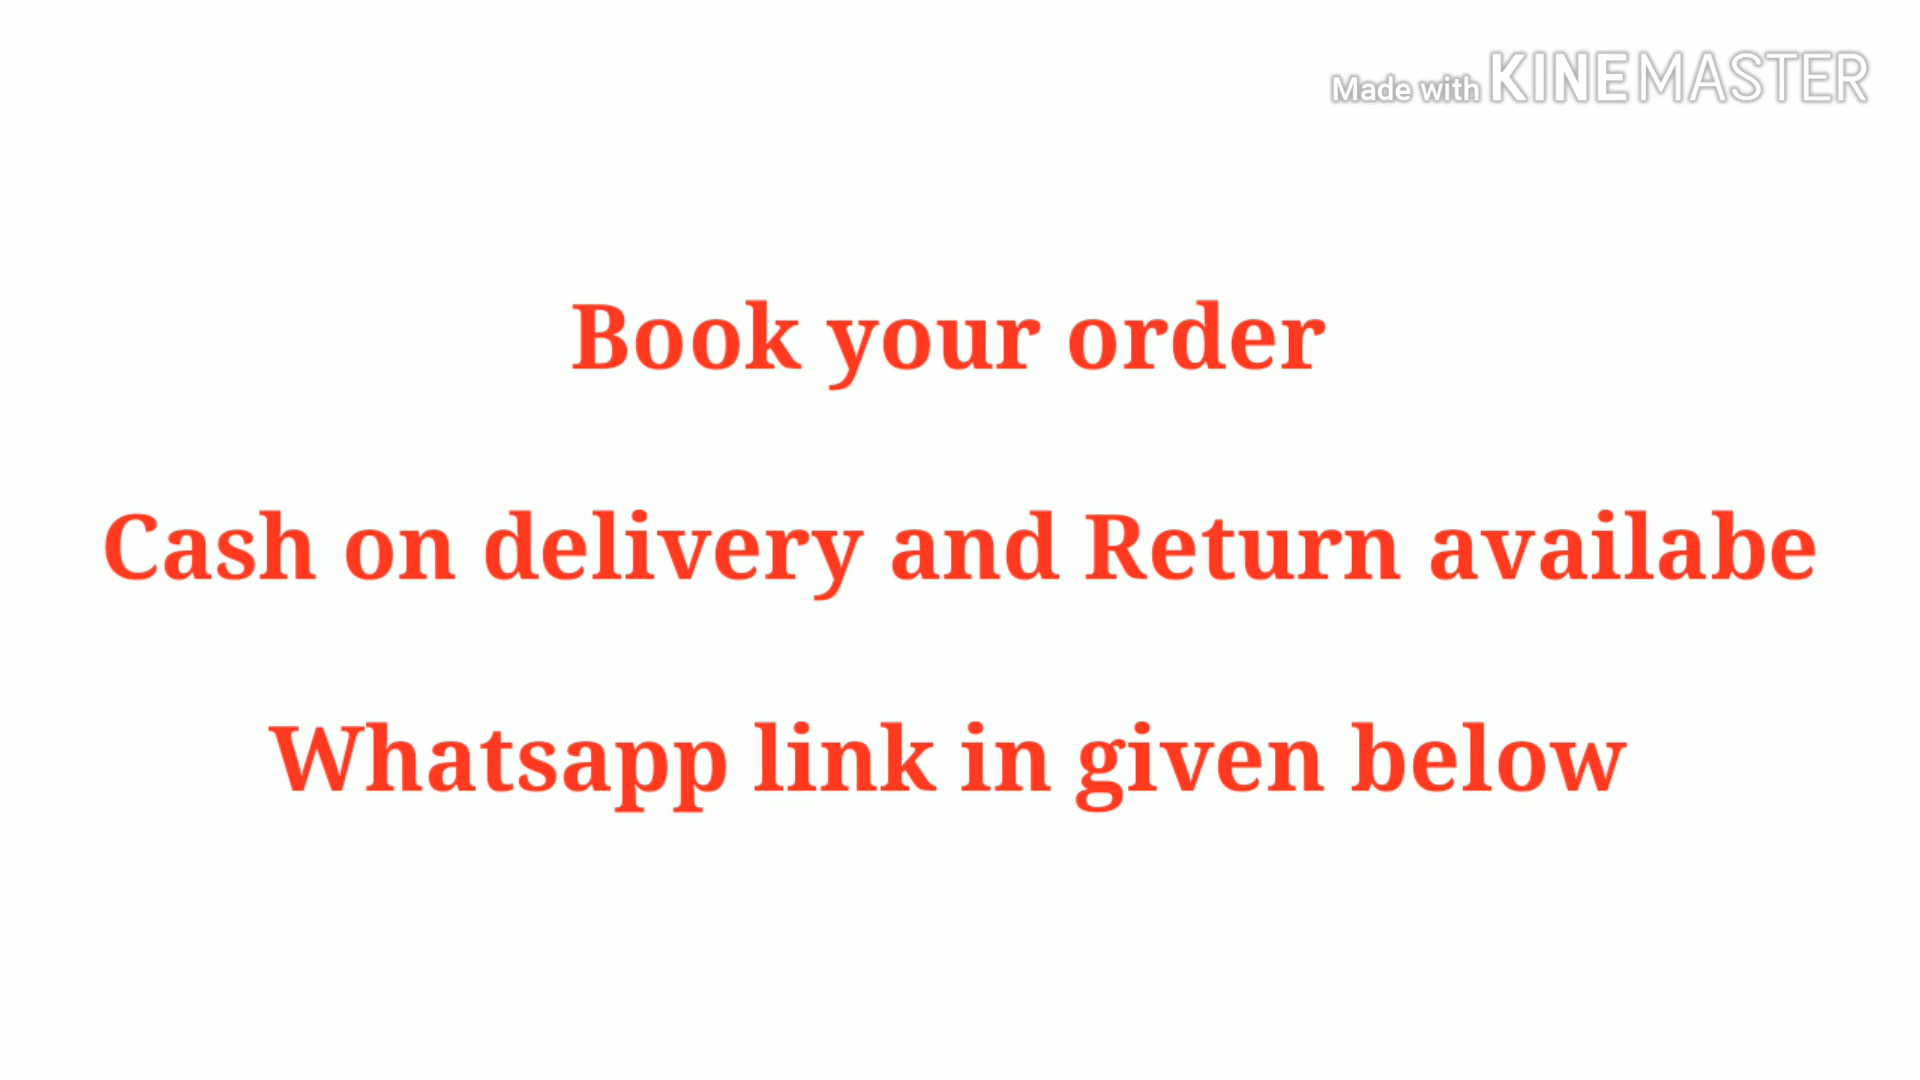 Made with KINEMASTER
Book your order
Cash on delivery and Return availabe
Whatsapp link in given below